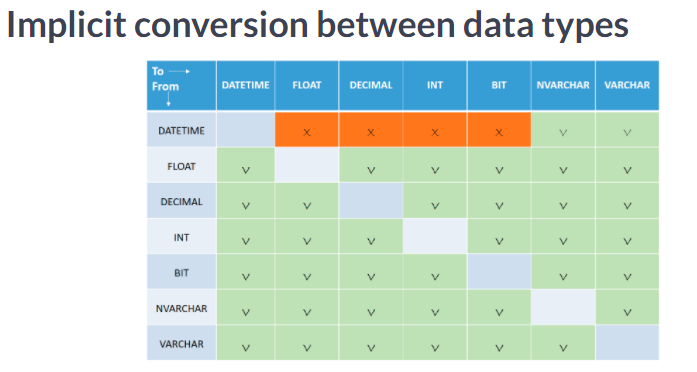 Implicit conversion between data types
To →
From ↓ DATETIME FLOAT DECIMAL INT BIT NVARCHAR VARCHAR
DATETIME x x x x v v
FLOAT v v v v v v
DECIMAL v v v v v v
INT v v v v v v
BIT v v v v v v
NVARCHAR v v v v v v
VARCHAR v v v v v v